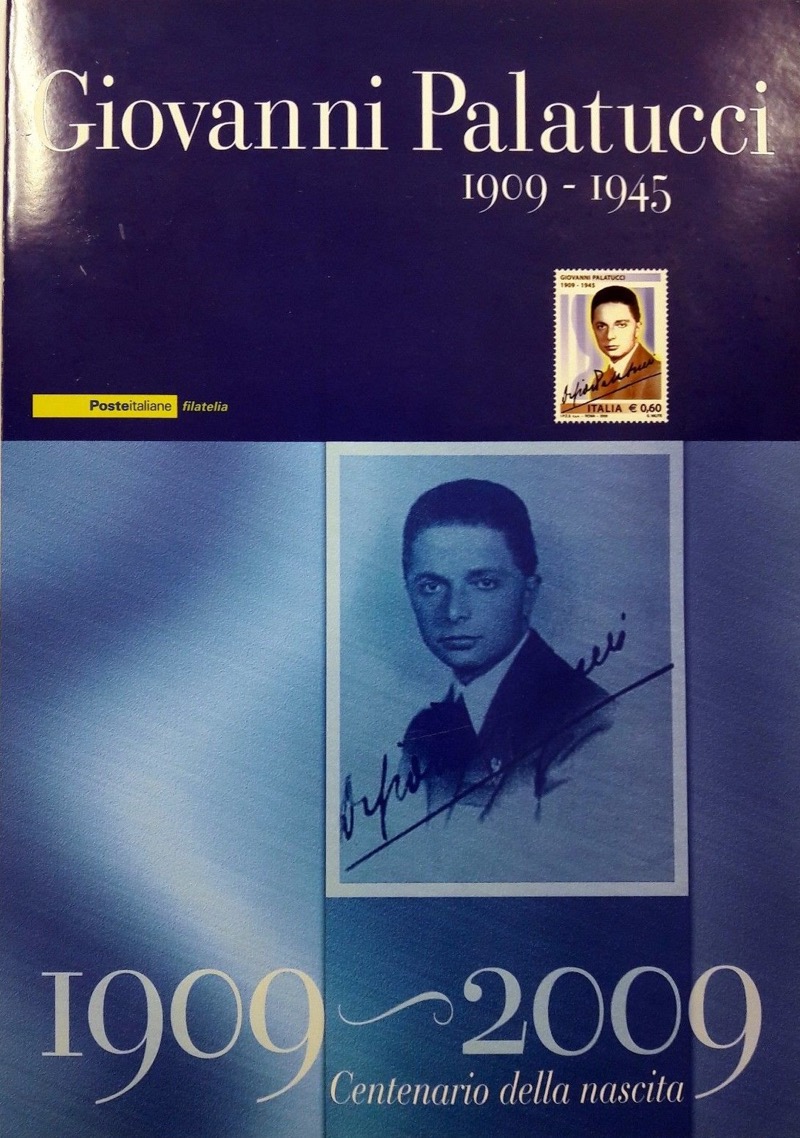 Giovanni Palatucci
1909 - 1945
GIOVANNI PALATUCCI
1909 - 1945
ITALIA € 0,60
Posteitaliane filatelia
1909 ~ 2009
Centenario della nascita